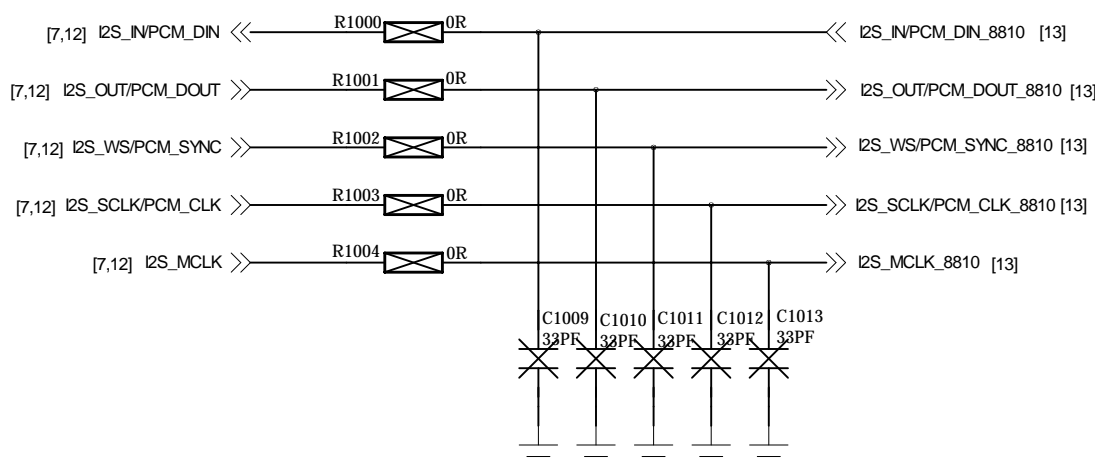 [7,12] I2S_IN/PCM_DIN R1000 0R I2S_IN/PCM_DIN_8810 [13]
[7,12] I2S_OUT/PCM_DOUT R1001 0R I2S_OUT/PCM_DOUT_8810 [13]
[7,12] I2S_WS/PCM_SYNC R1002 0R I2S_WS/PCM_SYNC_8810 [13]
[7,12] I2S_SCLK/PCM_CLK R1003 0R I2S_SCLK/PCM_CLK_8810 [13]
[7,12] I2S_MCLK R1004 0R I2S_MCLK_8810 [13]
C1009 C1010 C1011 C1012 C1013
33PF 33PF 33PF 33PF 33PF